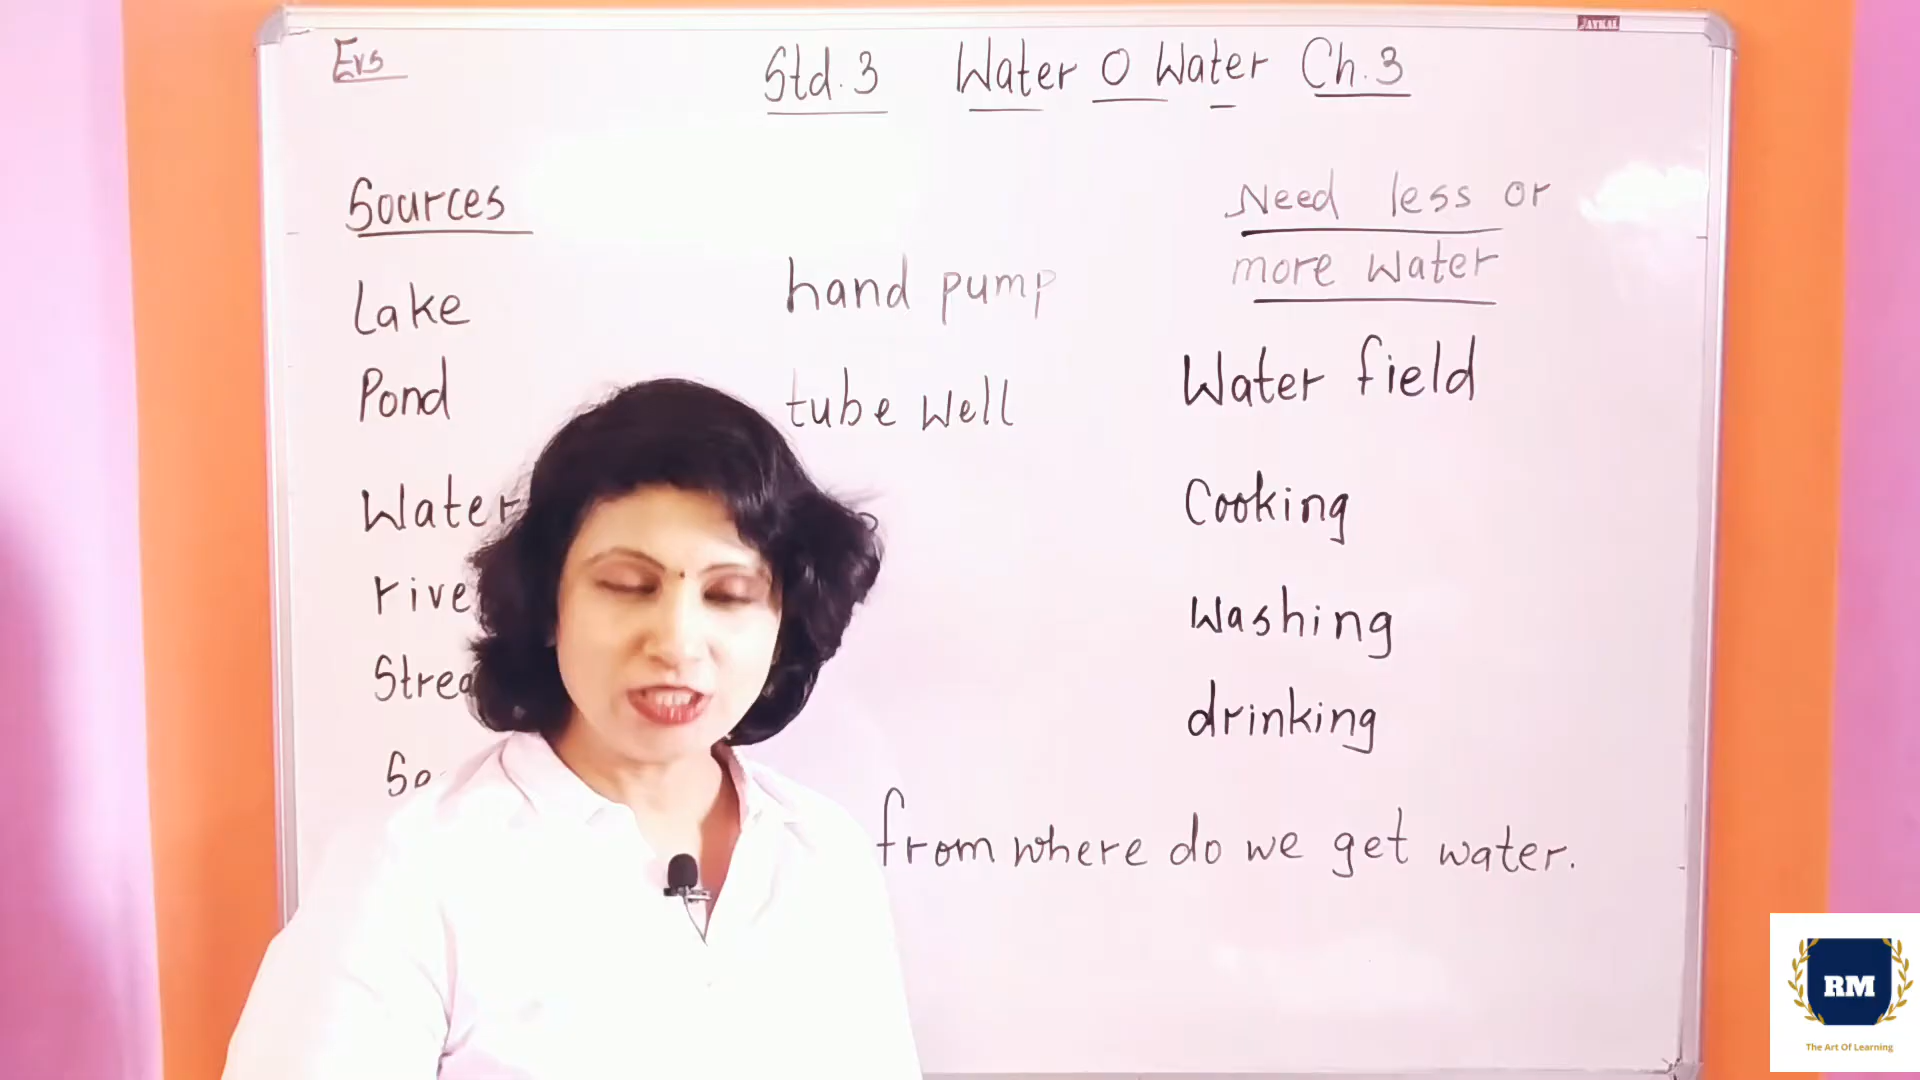 JAYKAL
Evs
Std.3 Water O Water Ch.3
Sources
Lake
Pond
hand pump
tube well
Need less or
more water
Water field
Cooking
Washing
drinking
from where do we get water.
RM
The Art Of Learning